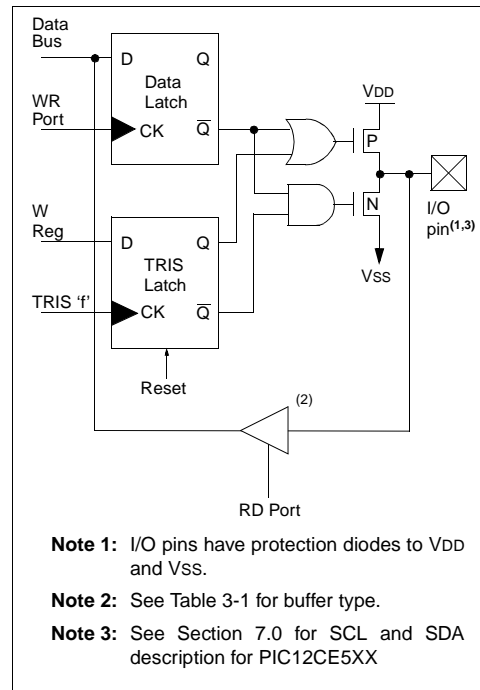 Data
Bus
D
Q
Data
Latch
WR
Port
CK
Q
VDD
P
N
I/O
pin(1,3)
VSS
W
Reg
D
Q
TRIS
Latch
TRIS 'f'
CK
Q
Reset
(2)
RD Port
Note 1: I/O pins have protection diodes to VDD
and VSS.
Note 2: See Table 3-1 for buffer type.
Note 3: See Section 7.0 for SCL and SDA
description for PIC12CE5XX